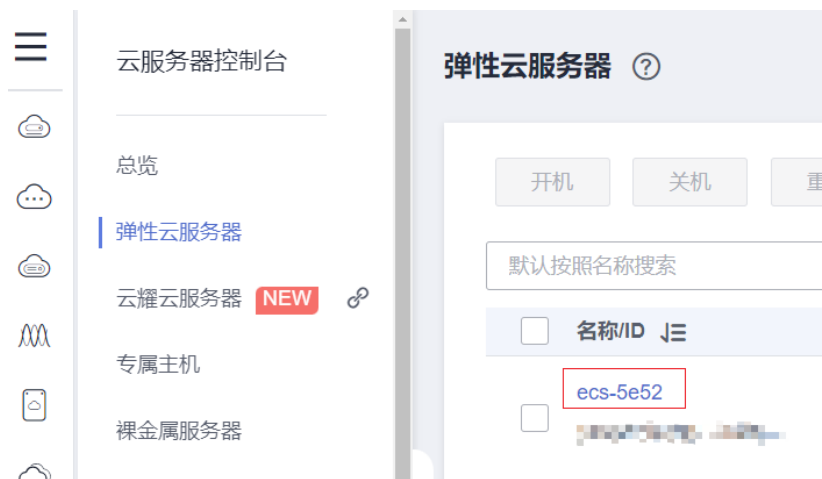 云服务器控制台
总览
弹性云服务器
云耀云服务器 NEW
专属主机
裸金属服务器
弹性云服务器 ?
开机 关机 重
默认按照名称搜索
名称/ID
ecs-5e52